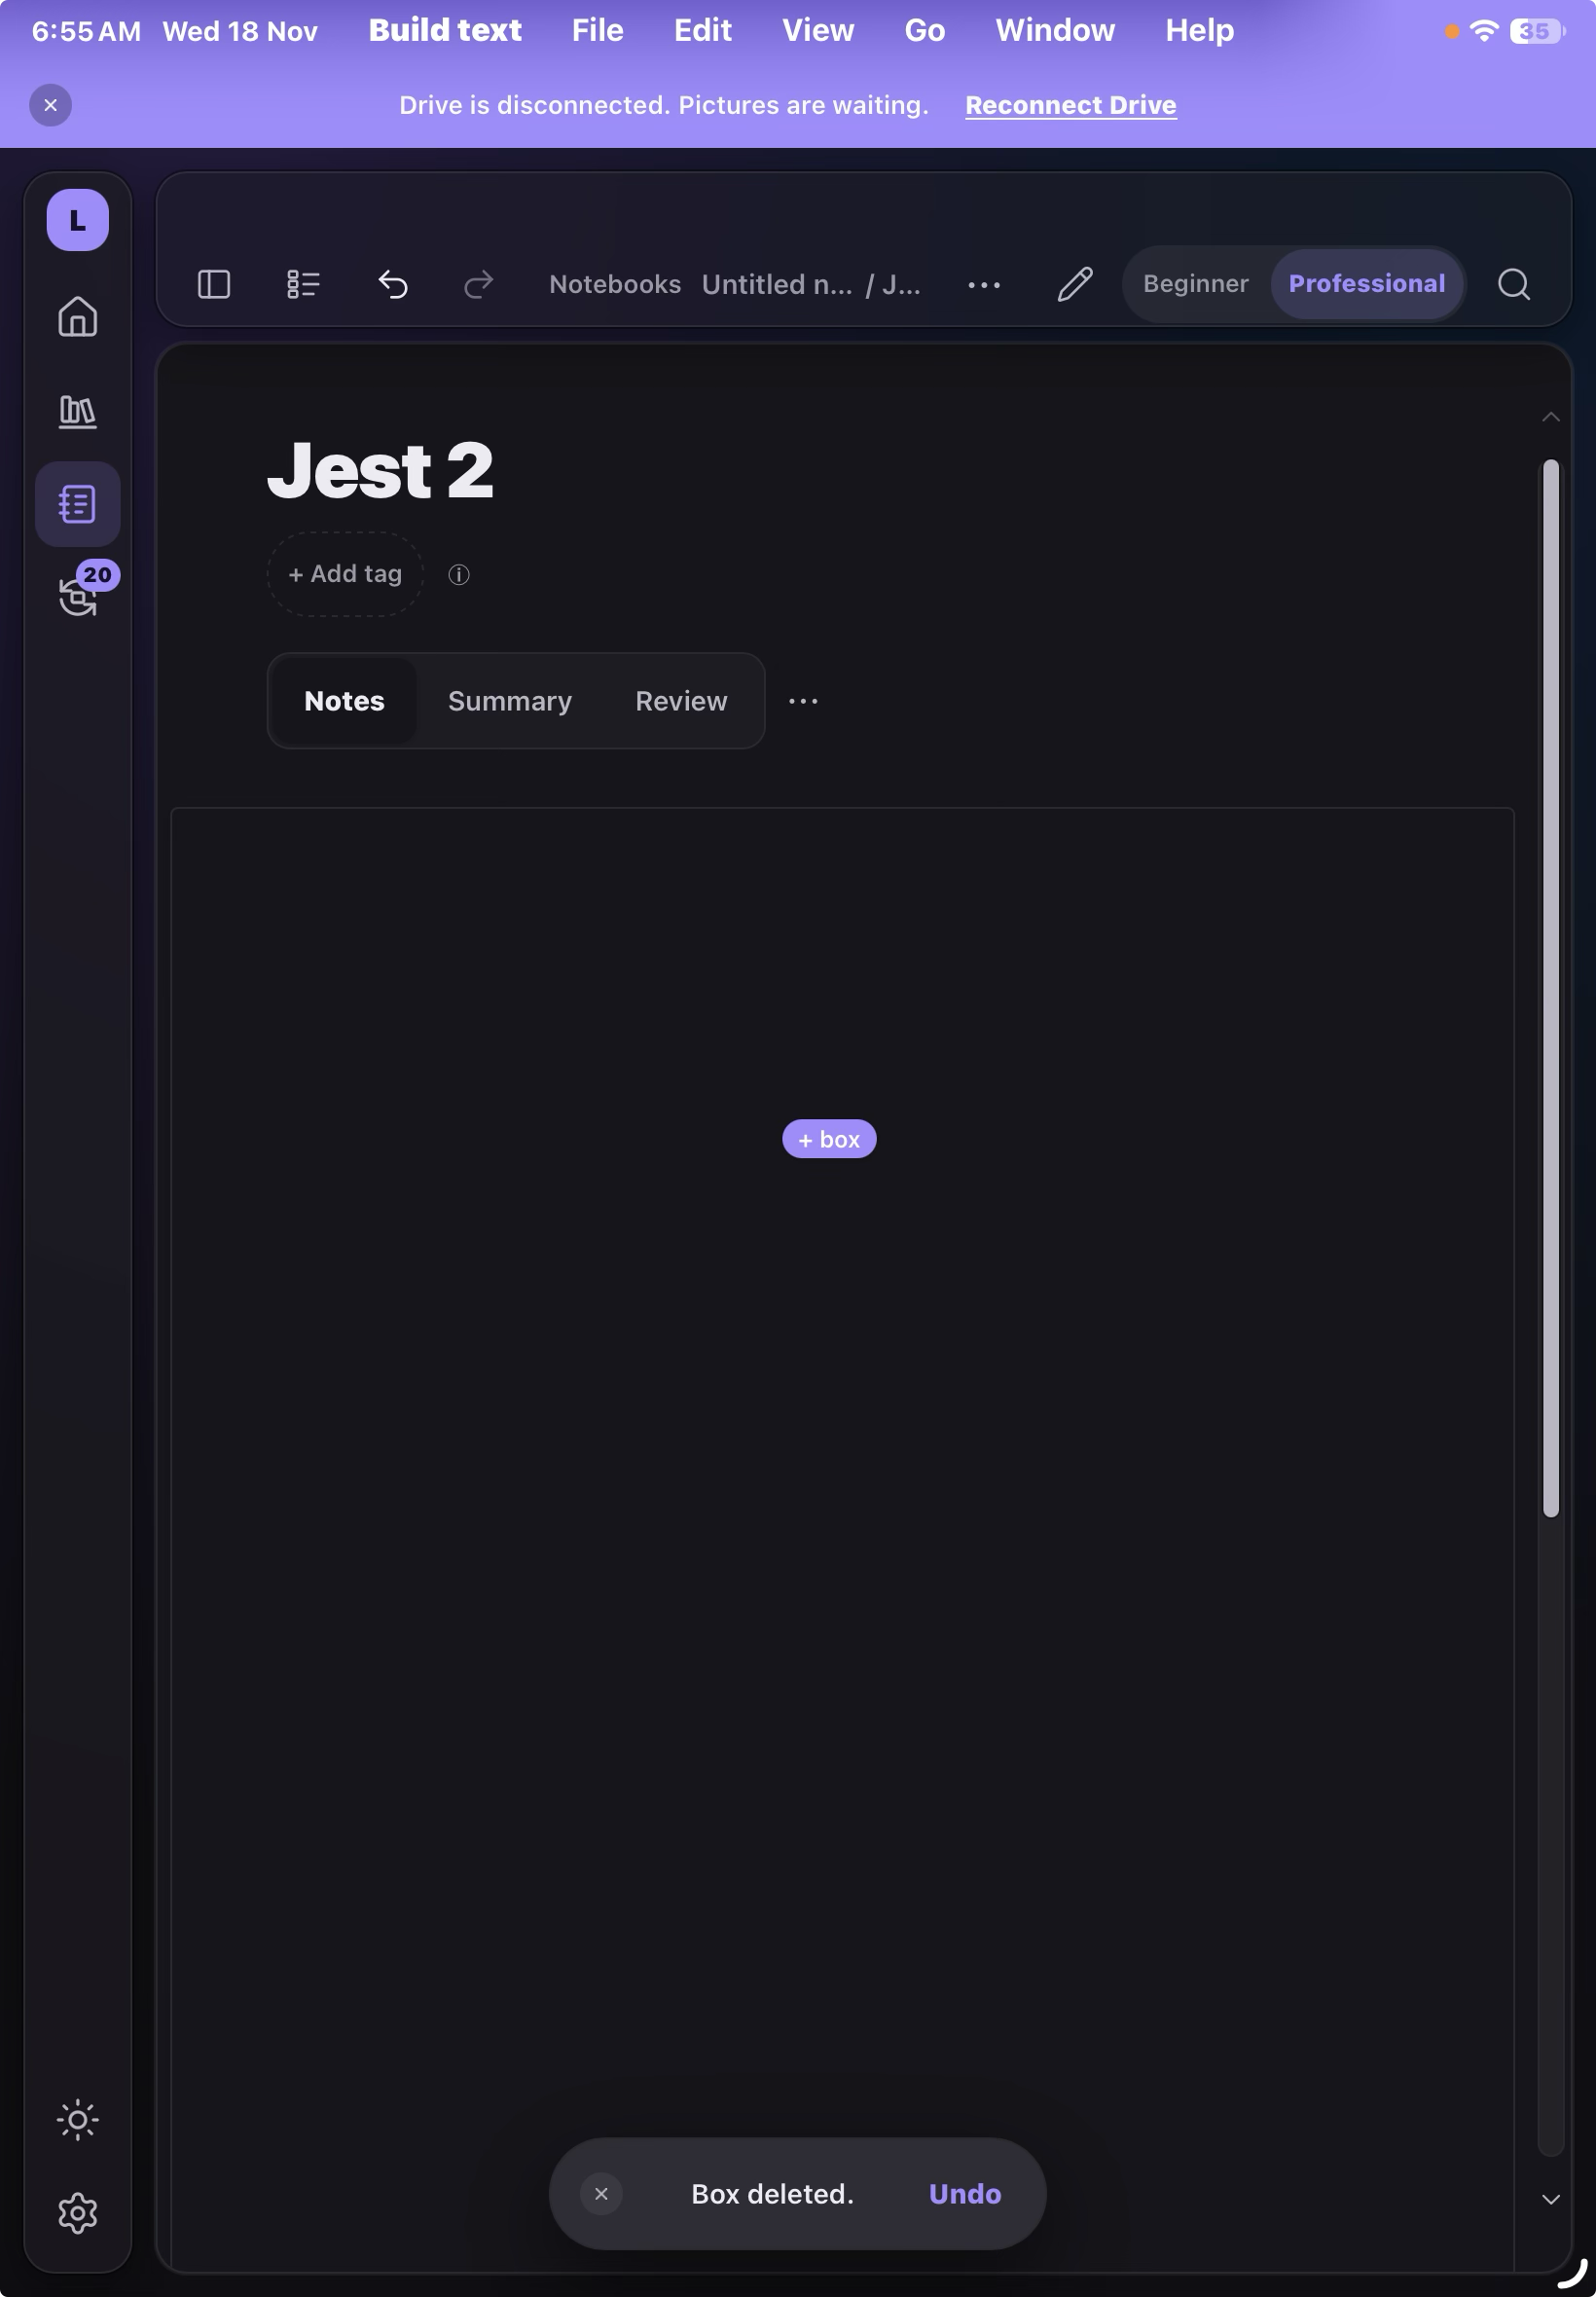 6:55 AM Wed 18 Nov Build text File Edit View Go Window Help 35
Drive is disconnected. Pictures are waiting. Reconnect Drive
L
Notebooks Untitled n... / J... Beginner Professional
Jest 2
+ Add tag
20
Notes Summary Review
+ box
Box deleted. Undo